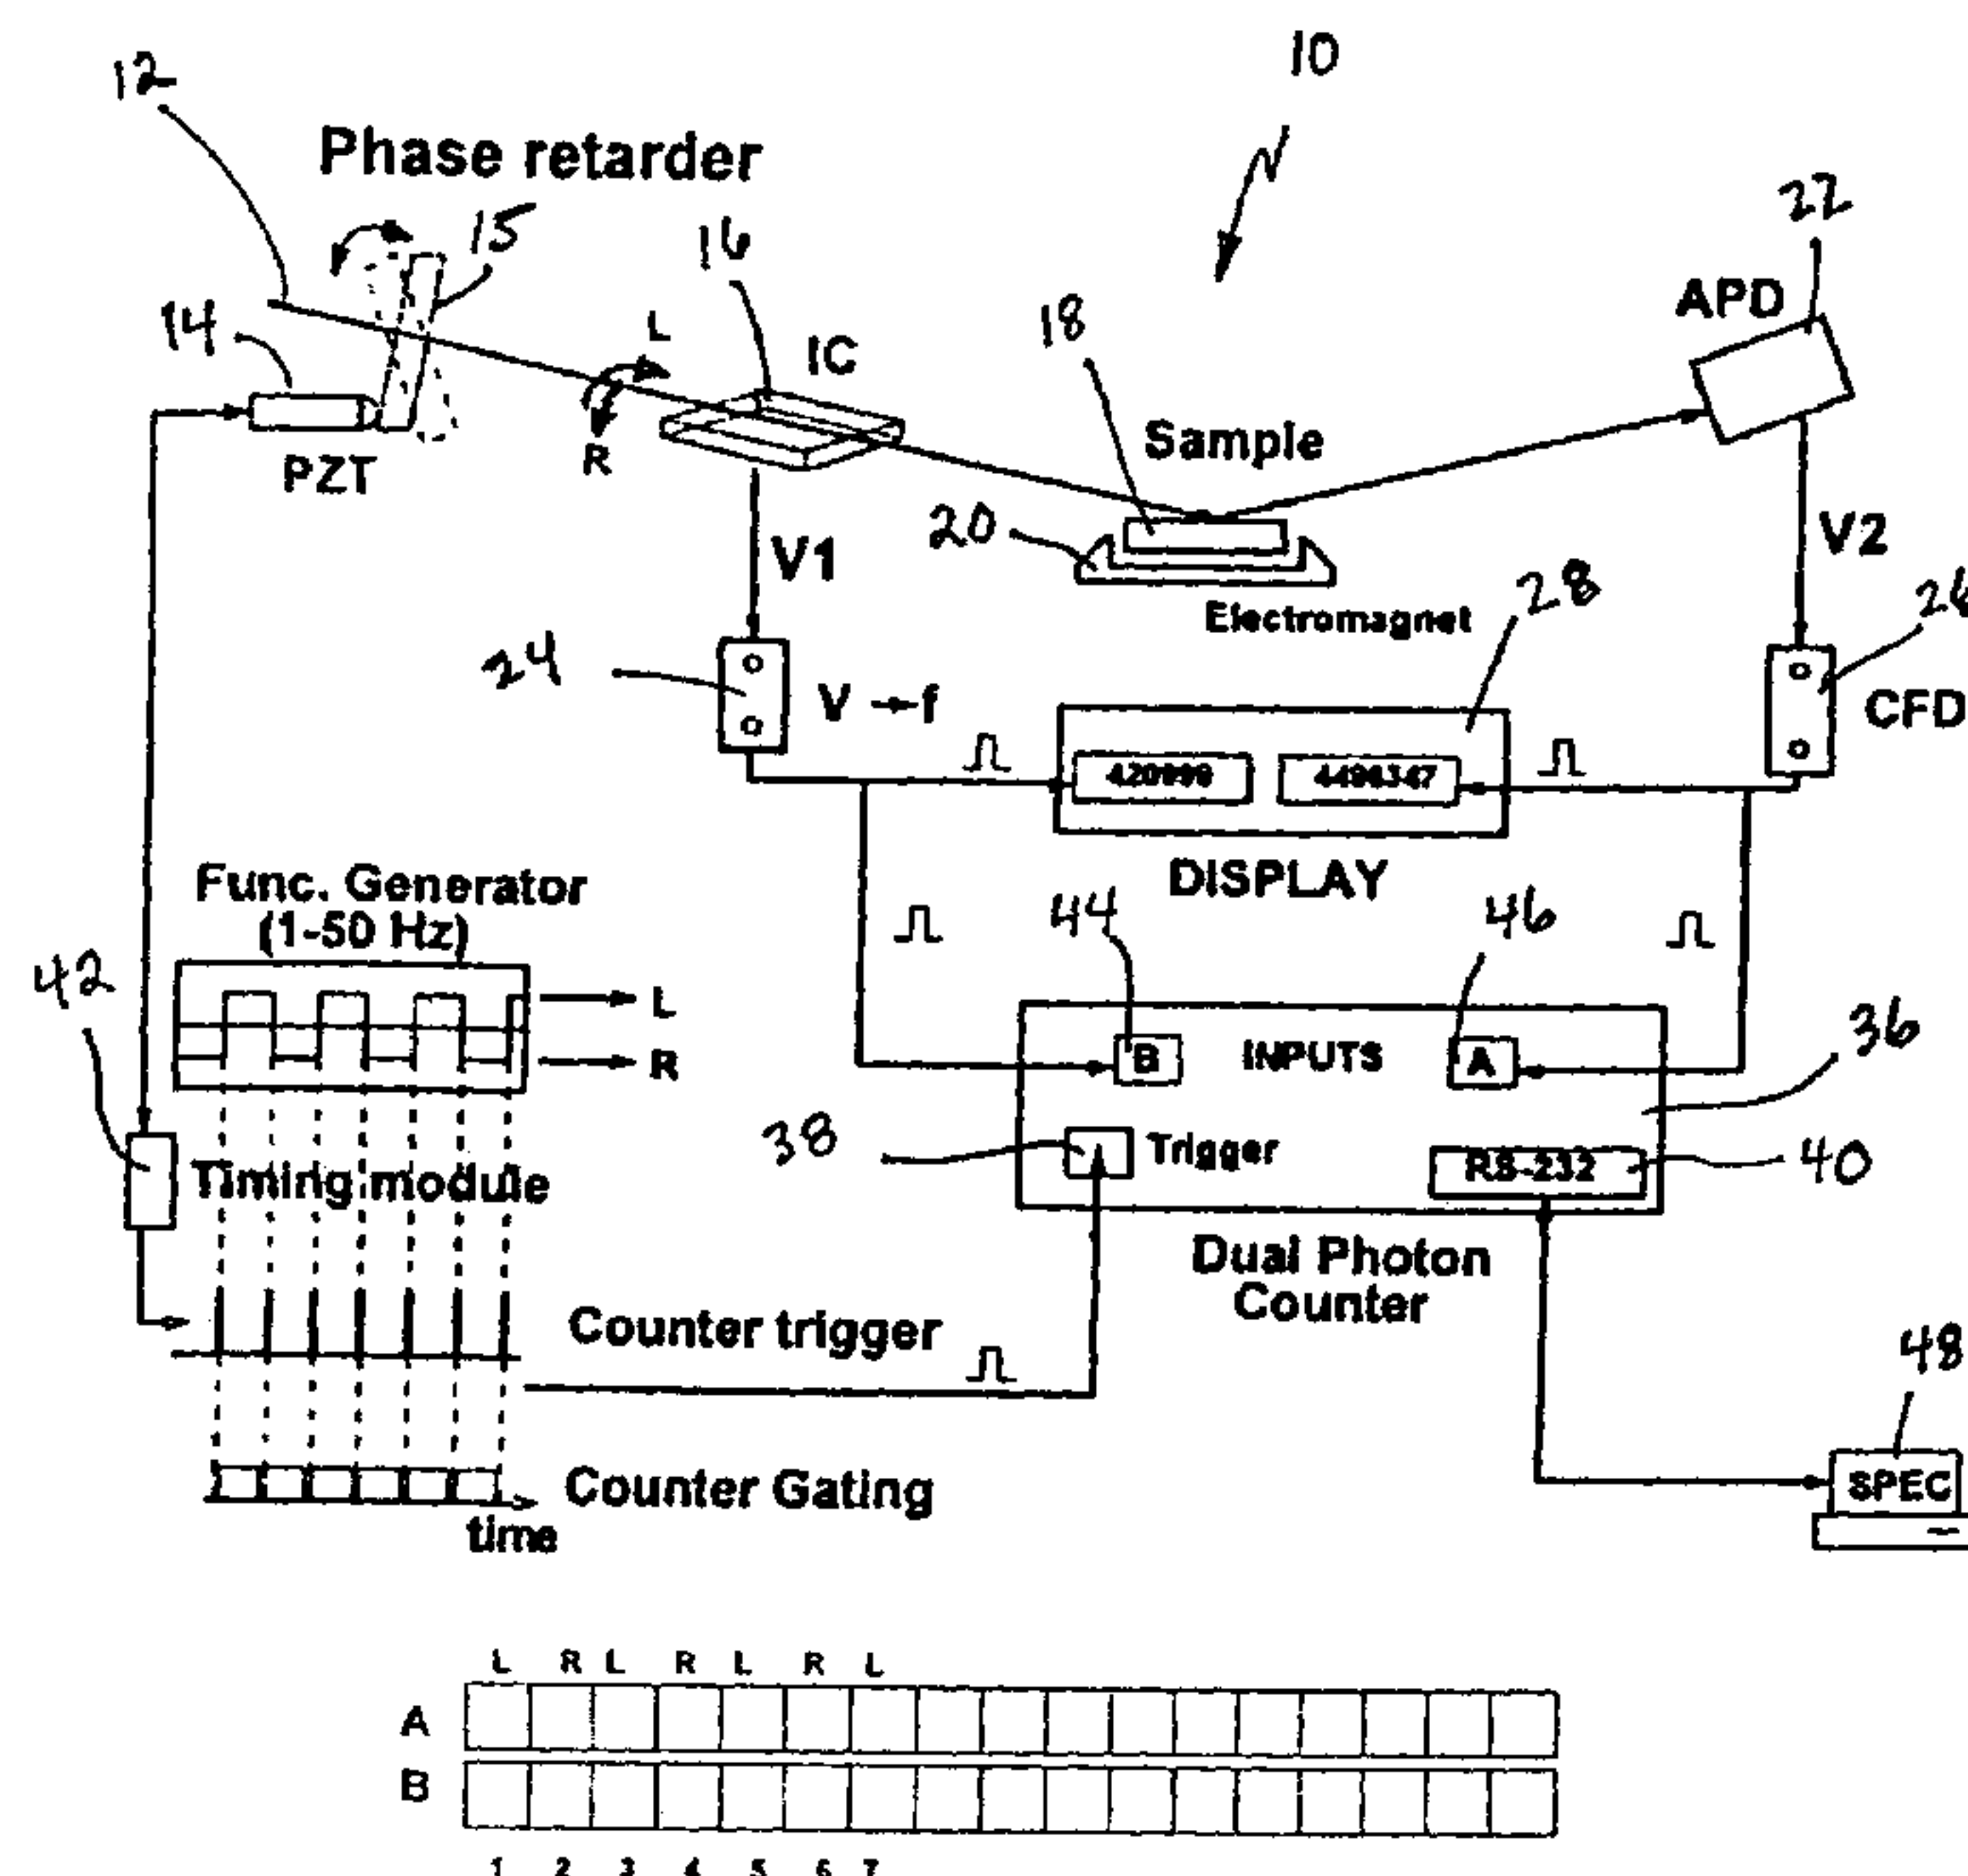 10
12
Phase retarder
15
16
22
APD
14
L
IC
18
Sample
R
PZT
20
V1
V2
Electromagnet
28
26
24
V → f
CFD
4496347
DISPLAY
Func. Generator
(1-50 Hz)
44
46
42
L
R
B
INPUTS
A
36
38
Trigger
RS-232
40
Timing module
Dual Photon
Counter
Counter trigger
48
SPEC
Counter Gating
time
L R L R L R L
A
B
1 2 3 4 5 6 7